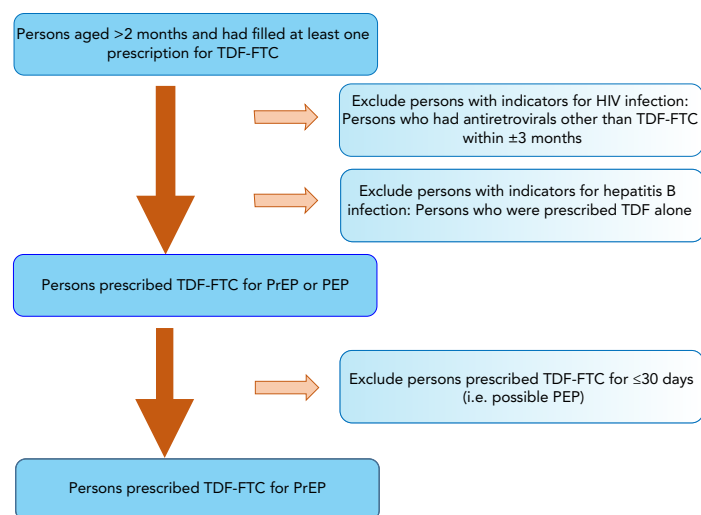 Persons aged >2 months and had filled at least one
prescription for TDF-FTC
Exclude persons with indicators for HIV infection:
Persons who had antiretrovirals other than TDF-FTC
within ±3 months
Exclude persons with indicators for hepatitis B
infection: Persons who were prescribed TDF alone
Persons prescribed TDF-FTC for PrEP or PEP
Exclude persons prescribed TDF-FTC for ≤30 days
(i.e. possible PEP)
Persons prescribed TDF-FTC for PrEP